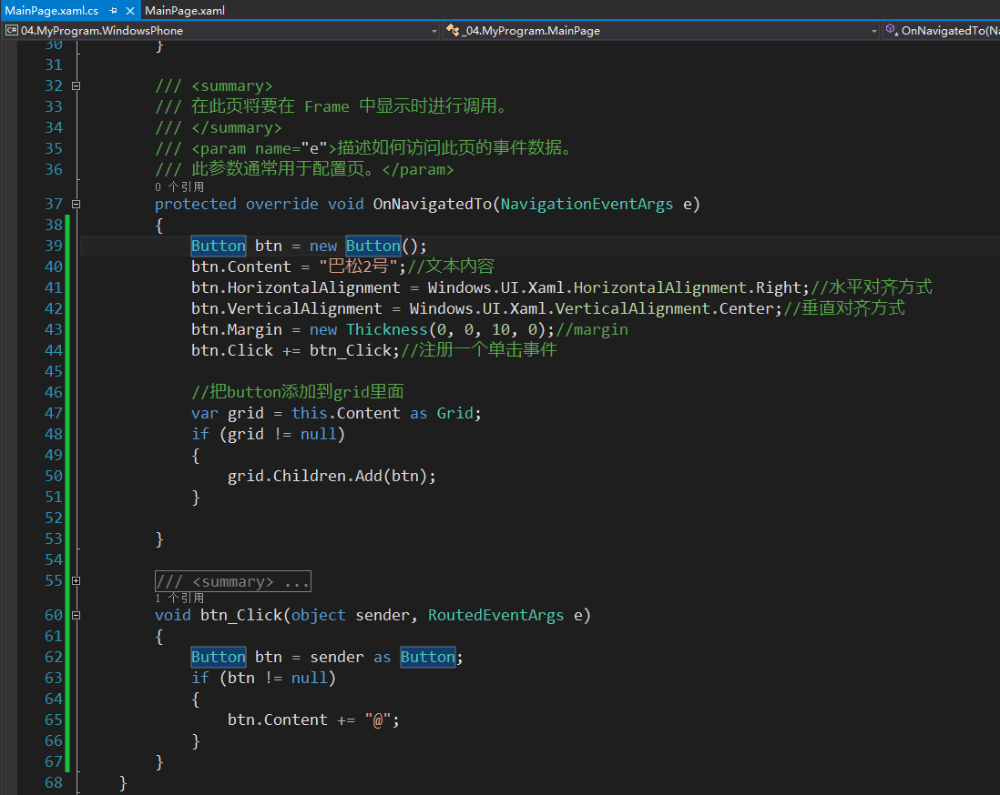 MainPage.xaml.cs MainPage.xaml
C# 04.MyProgram.WindowsPhone _04.MyProgram.MainPage OnNavigatedTo(Na
30 }
31
32 /// <summary>
33 /// 在此页将要在 Frame 中显示时进行调用。
34 /// </summary>
35 /// <param name="e">描述如何访问此页的事件数据。
36 /// 此参数通常用于配置页。</param>
0 个引用
37 protected override void OnNavigatedTo(NavigationEventArgs e)
38 {
39 Button btn = new Button();
40 btn.Content = "巴松2号";//文本内容
41 btn.HorizontalAlignment = Windows.UI.Xaml.HorizontalAlignment.Right;//水平对齐方式
42 btn.VerticalAlignment = Windows.UI.Xaml.VerticalAlignment.Center;//垂直对齐方式
43 btn.Margin = new Thickness(0, 0, 10, 0);//margin
44 btn.Click += btn_Click;//注册一个单击事件
45
46 //把button添加到grid里面
47 var grid = this.Content as Grid;
48 if (grid != null)
49 {
50 grid.Children.Add(btn);
51 }
52
53 }
54
55 /// <summary> ...
1 个引用
60 void btn_Click(object sender, RoutedEventArgs e)
61 {
62 Button btn = sender as Button;
63 if (btn != null)
64 {
65 btn.Content += "@";
66 }
67 }
68 }